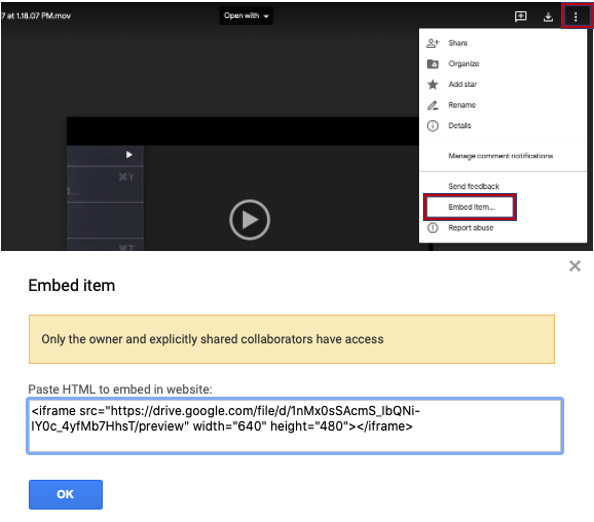 7 at 1.18.07 PM.mov
Open with
Share
Organize
Add star
Rename
Details
⌘Y
Manage comment notifications
Send feedback
Embed item...
Report abuse
⌘T
Embed item
Only the owner and explicitly shared collaborators have access
Paste HTML to embed in website:
<iframe src="https://drive.google.com/file/d/1nMx0sSAcmS_IbQNi-
IY0c_4yfMb7HhsT/preview" width="640" height="480"></iframe>
OK